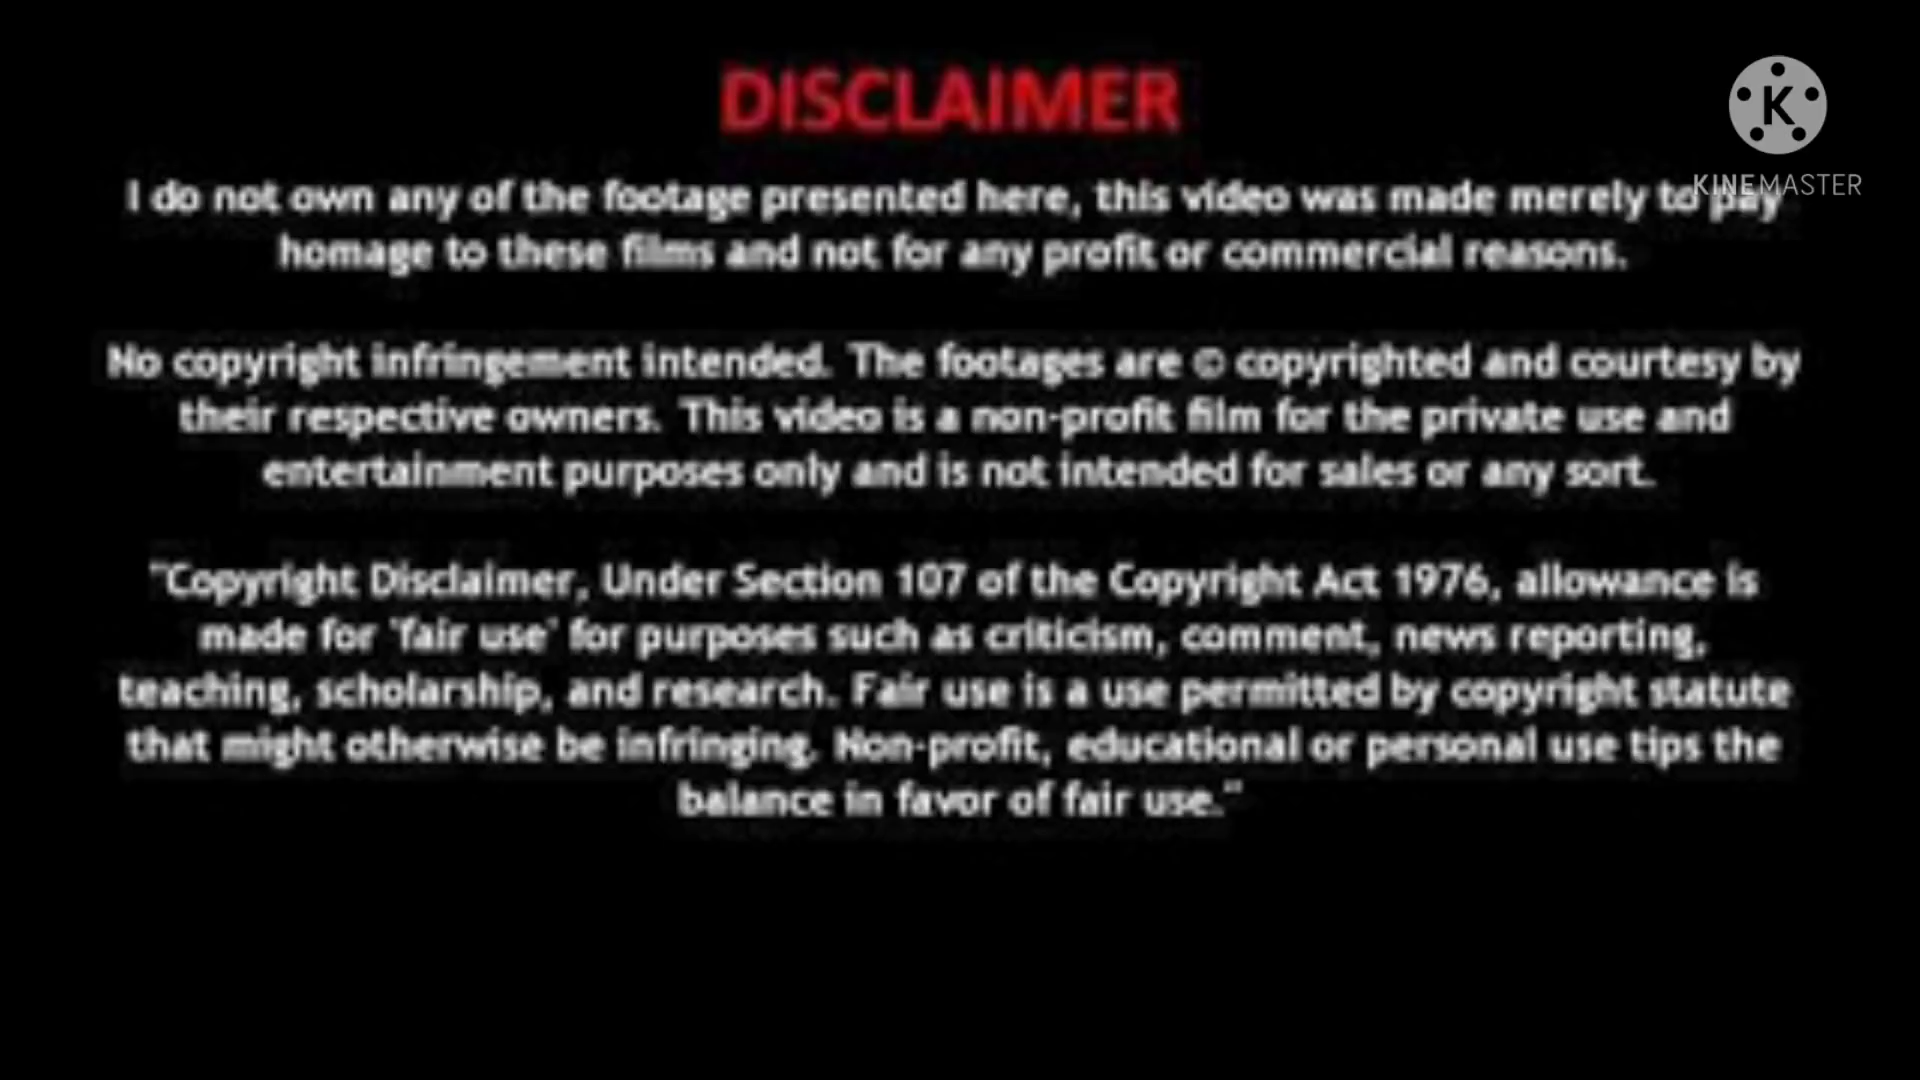 DISCLAIMER
K
KINEMASTER
I do not own any of the footage presented here, this video was made merely to pay
homage to these films and not for any profit or commercial reasons.
No copyright infringement intended. The footages are © copyrighted and courtesy by
their respective owners. This video is a non-profit film for the private use and
entertainment purposes only and is not intended for sales or any sort.
"Copyright Disclaimer, Under Section 107 of the Copyright Act 1976, allowance is
made for 'fair use' for purposes such as criticism, comment, news reporting,
teaching, scholarship, and research. Fair use is a use permitted by copyright statute
that might otherwise be infringing. Non-profit, educational or personal use tips the
balance in favor of fair use."